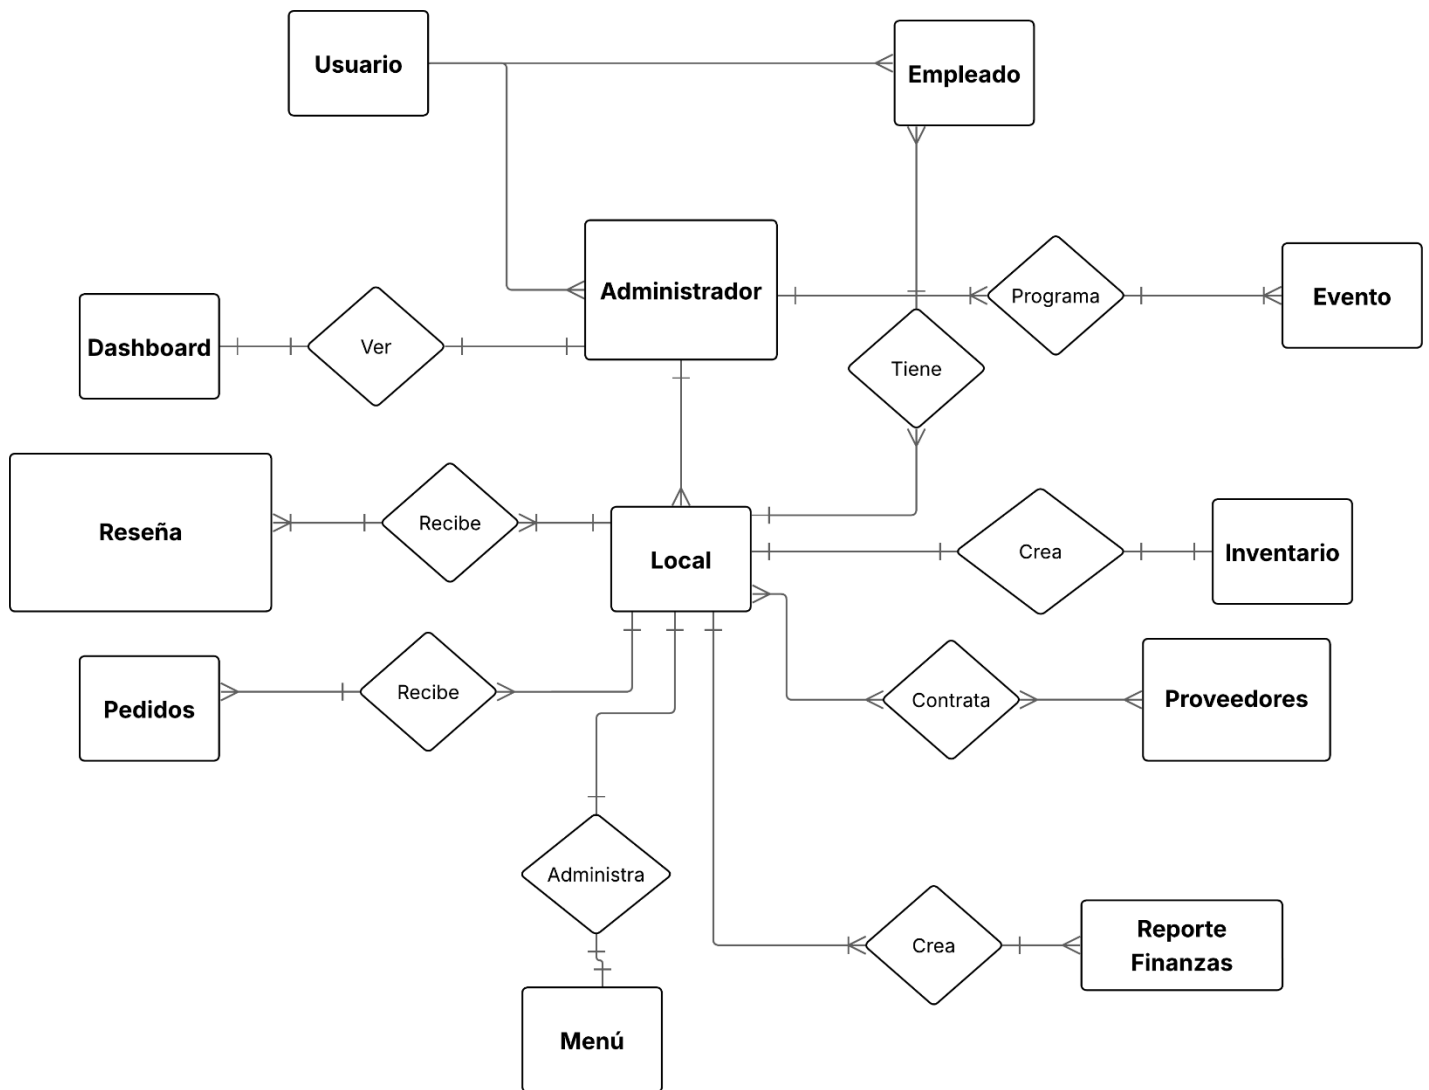 Usuario
Empleado
Administrador
Programa
Evento
Dashboard
Ver
Tiene
Reseña
Recibe
Local
Crea
Inventario
Pedidos
Recibe
Contrata
Proveedores
Administra
Crea
Reporte
Finanzas
Menú